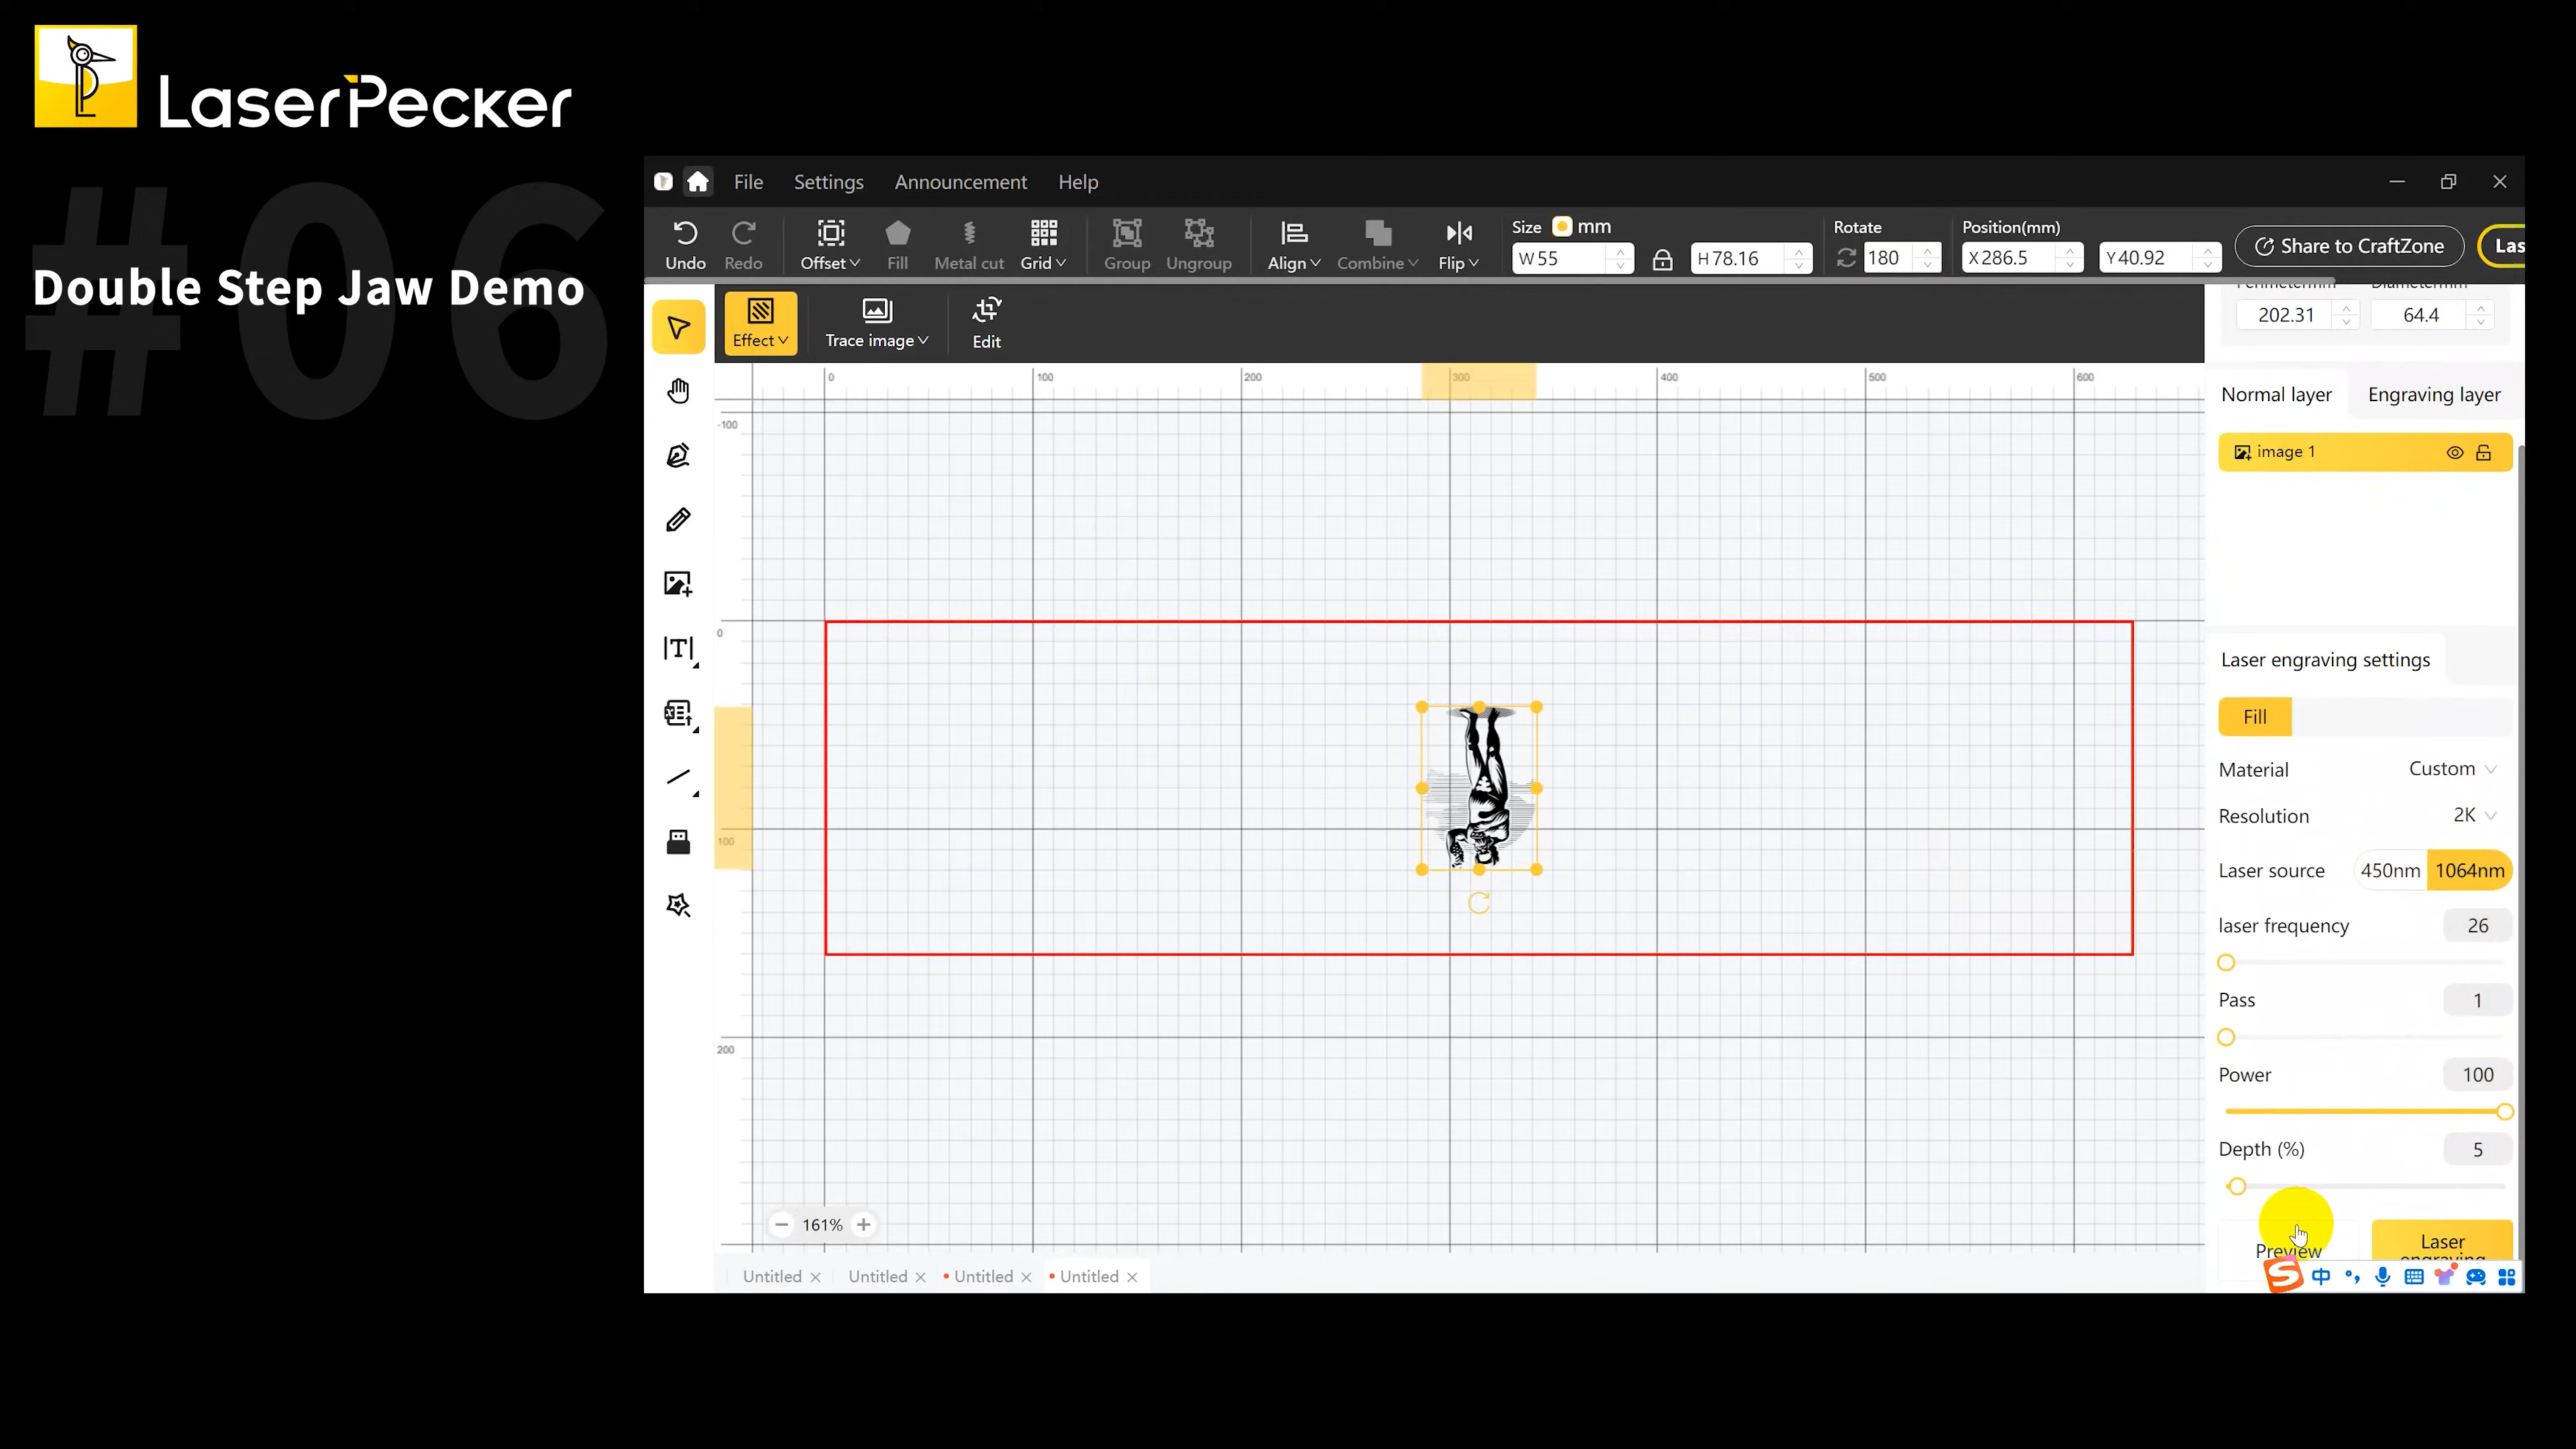 LaserPecker
#06
Double Step Jaw Demo
File Settings Announcement Help
Undo Redo Offset Fill Metal cut Grid Group Ungroup Align Combine Flip
Size mm
W 55 H 78.16
Rotate
180
Position(mm)
X 286.5 Y 40.92
Share to CraftZone
Las
Effect Trace image Edit
202.31 64.4
Normal layer Engraving layer
image 1
0 100 200 300 400 500 600
-100
0
100
200
Laser engraving settings
Fill
Material Custom
Resolution 2K
Laser source 450nm 1064nm
laser frequency 26
Pass 1
Power 100
Depth (%) 5
Preview
Laser
engraving
161%
Untitled Untitled Untitled Untitled
中